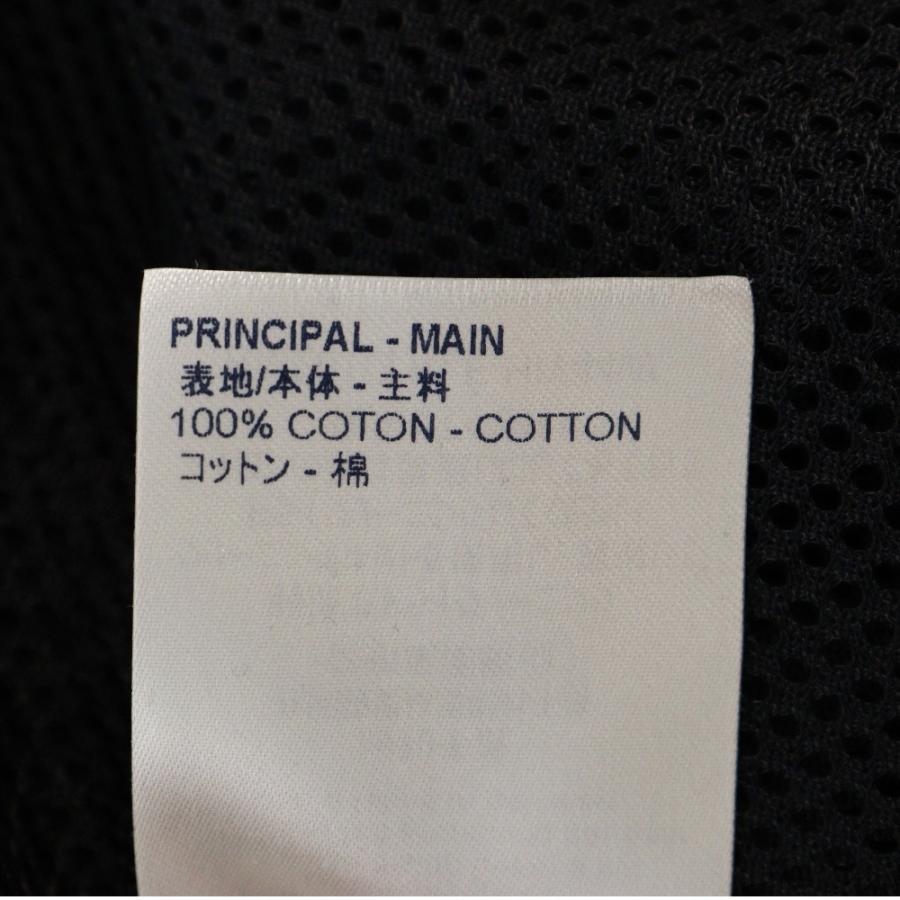 PRINCIPAL - MAIN
表地/本体 - 主料
100% COTON - COTTON
コットン - 棉